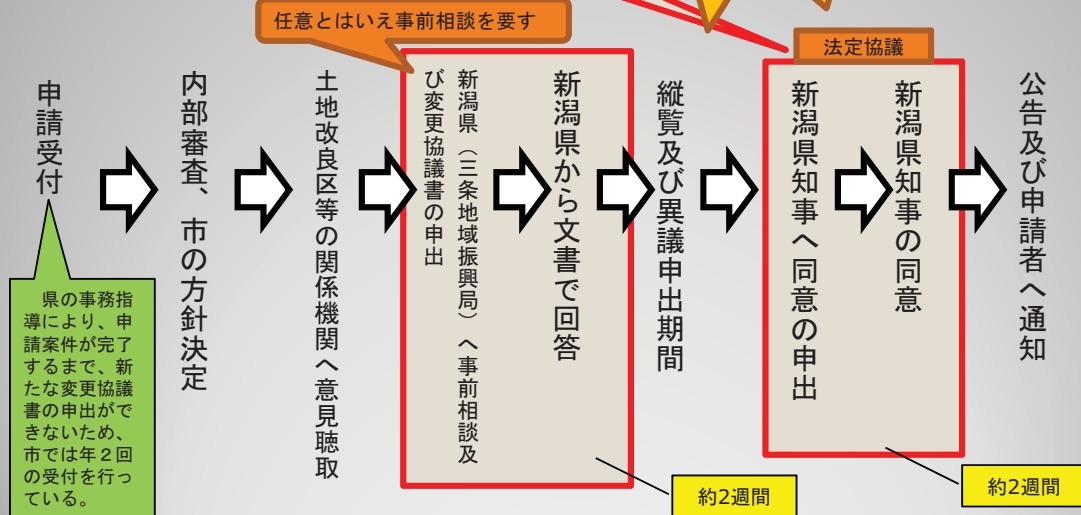 任意とはいえ事前相談を要す
法定協議
申請受付
内部審査、市の方針決定
土地改良区等の関係機関へ意見聴取
新潟県（三条地域振興局）へ事前相談及
び変更協議書の申出
新潟県から文書で回答
縦覧及び異議申出期間
新潟県知事へ同意の申出
新潟県知事の同意
公告及び申請者へ通知
県の事務指
導により、申
請案件が完了
するまで、新
たな変更協議
書の申出がで
きないため、
市では年２回
の受付を行っ
ている。
約2週間
約2週間